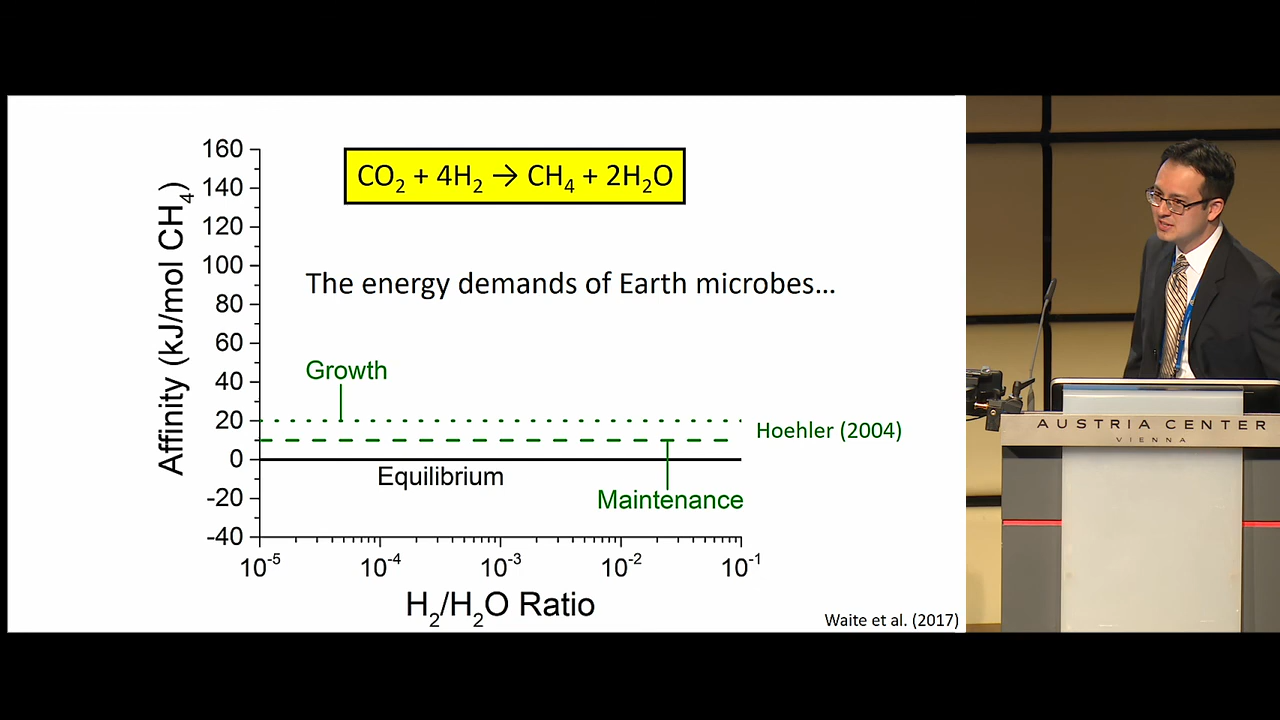 CO₂ + 4H₂ → CH₄ + 2H₂O
The energy demands of Earth microbes...
Affinity (kJ/mol CH₄)
160
140
120
100
80
60
40
20
0
-20
-40
Growth
Hoehler (2004)
Equilibrium
Maintenance
10⁻⁵ 10⁻⁴ 10⁻³ 10⁻² 10⁻¹
H₂/H₂O Ratio
Waite et al. (2017)
AUSTRIA CENTER
VIENNA